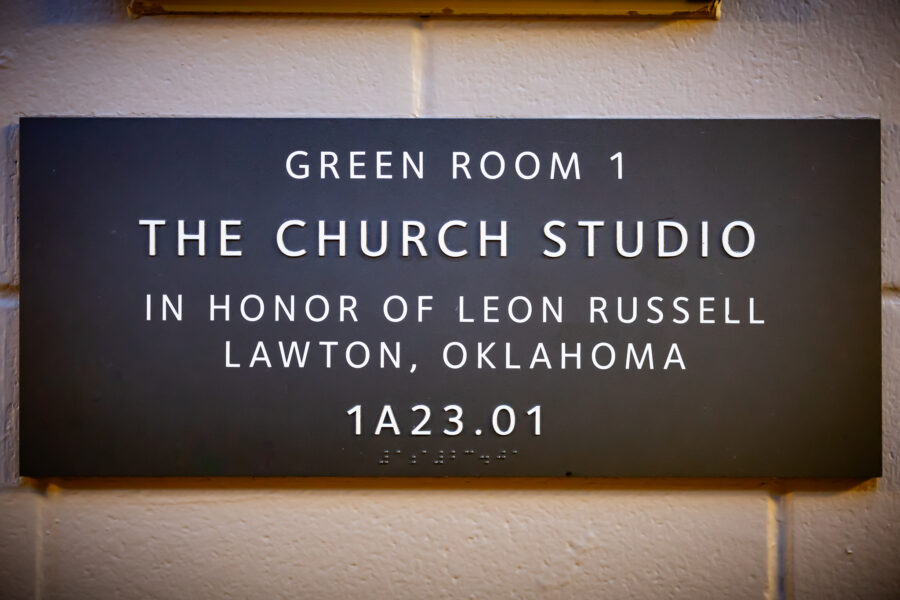 GREEN ROOM 1
THE CHURCH STUDIO
IN HONOR OF LEON RUSSELL
LAWTON, OKLAHOMA
1A23.01